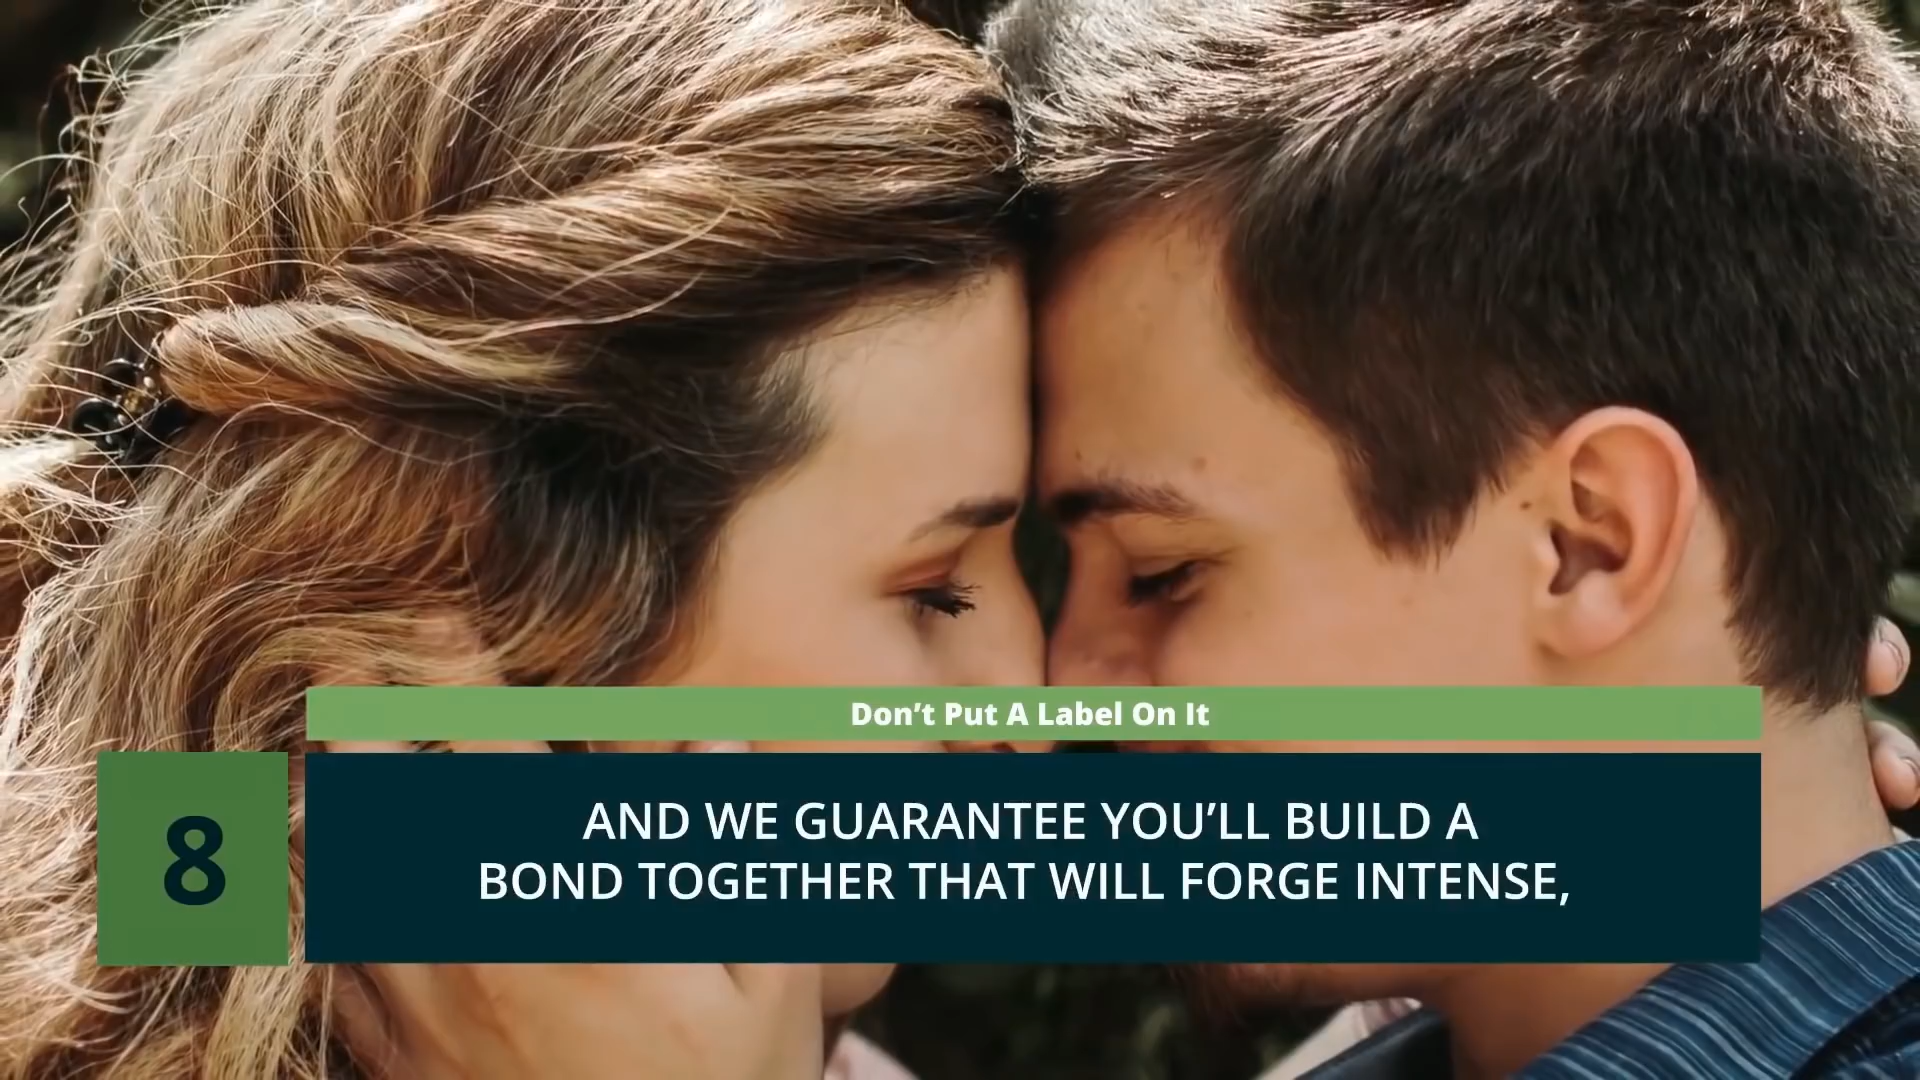 Don’t Put A Label On It
8
AND WE GUARANTEE YOU’LL BUILD A
BOND TOGETHER THAT WILL FORGE INTENSE,